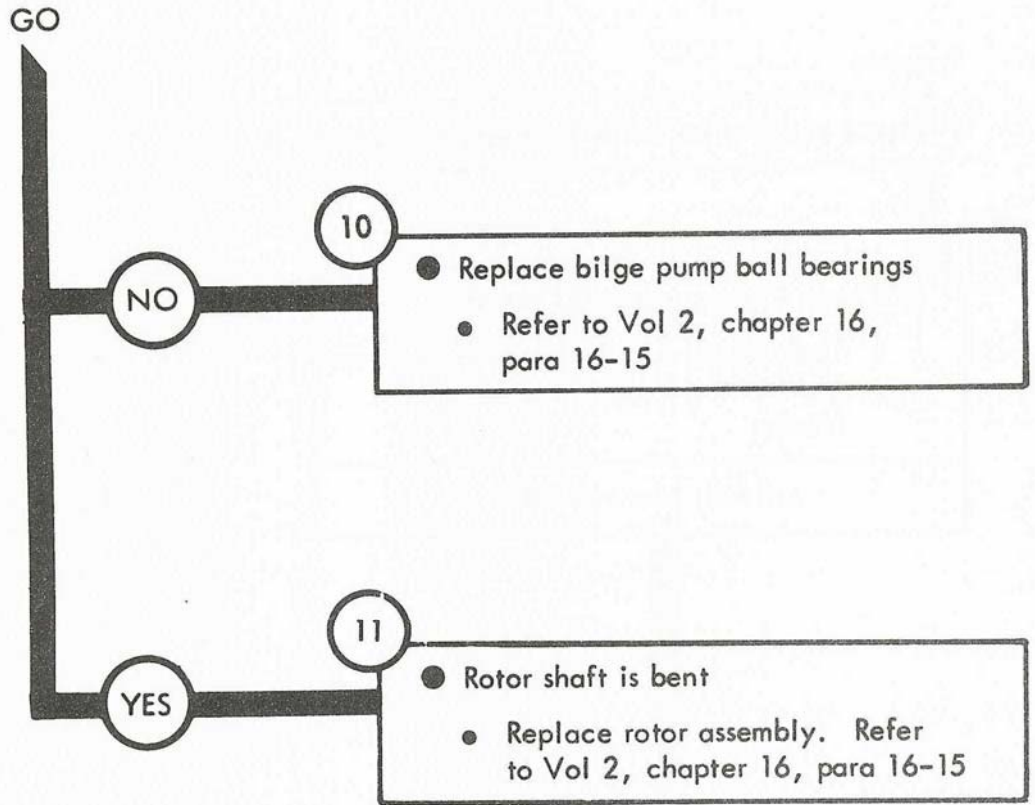 GO
NO
10
● Replace bilge pump ball bearings
● Refer to Vol 2, chapter 16,
para 16-15
YES
11
● Rotor shaft is bent
● Replace rotor assembly. Refer
to Vol 2, chapter 16, para 16-15